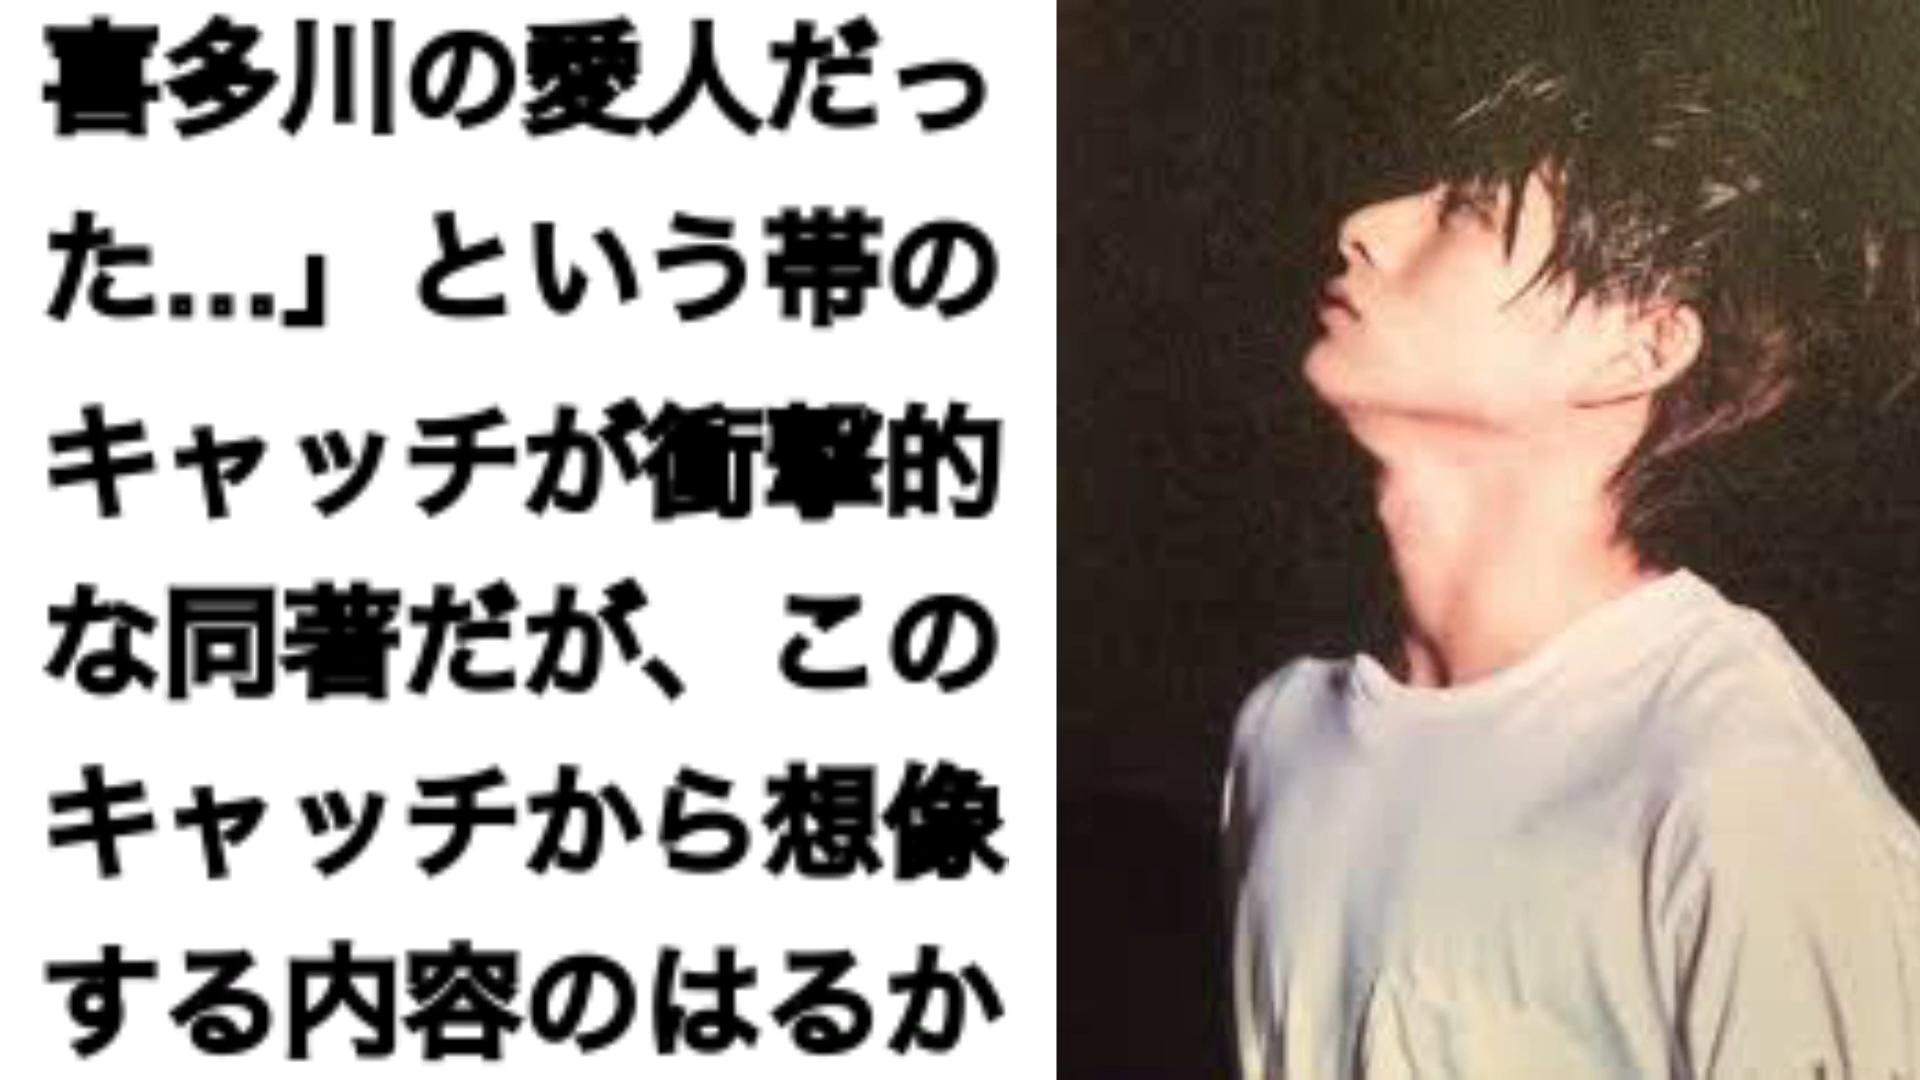 喜多川の愛人だっ
た…」という帯の
キャッチが衝撃的
な同著だが、この
キャッチから想像
する内容のはるか